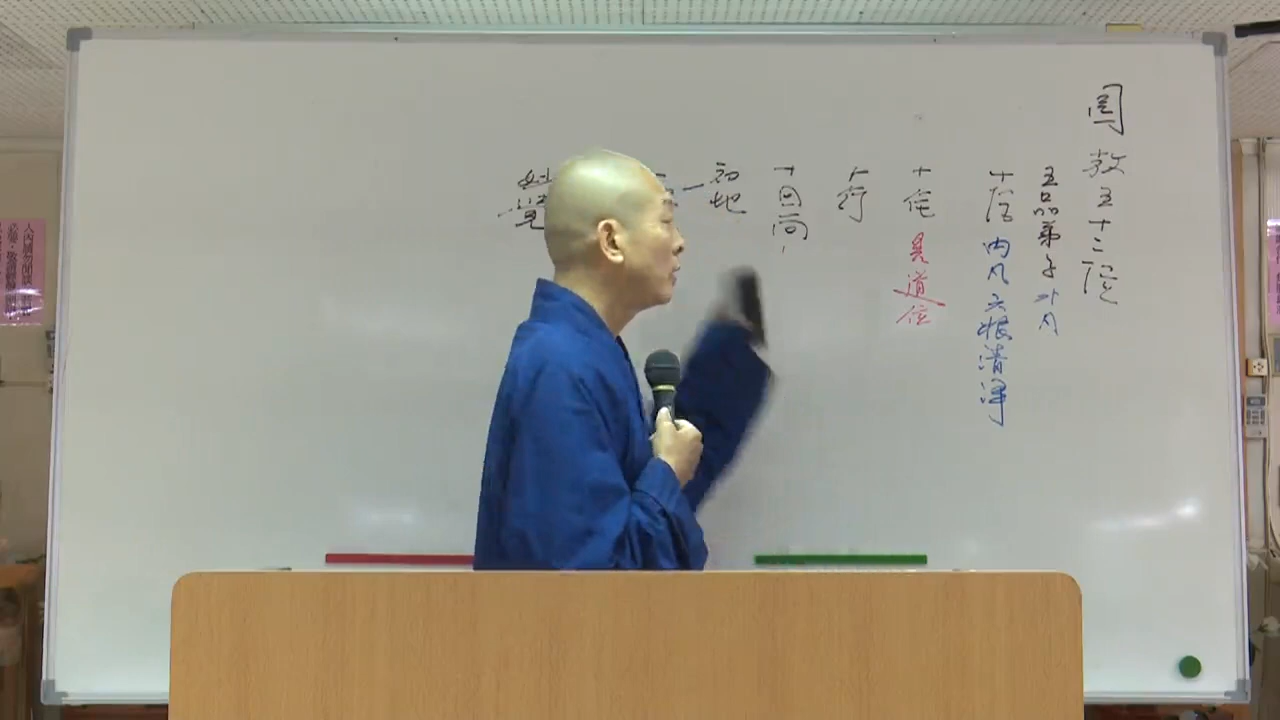 圓教五十二位
五品弟子外凡
十信內凡六根清淨
十住見道位
十行
十回向
初地
妙覺